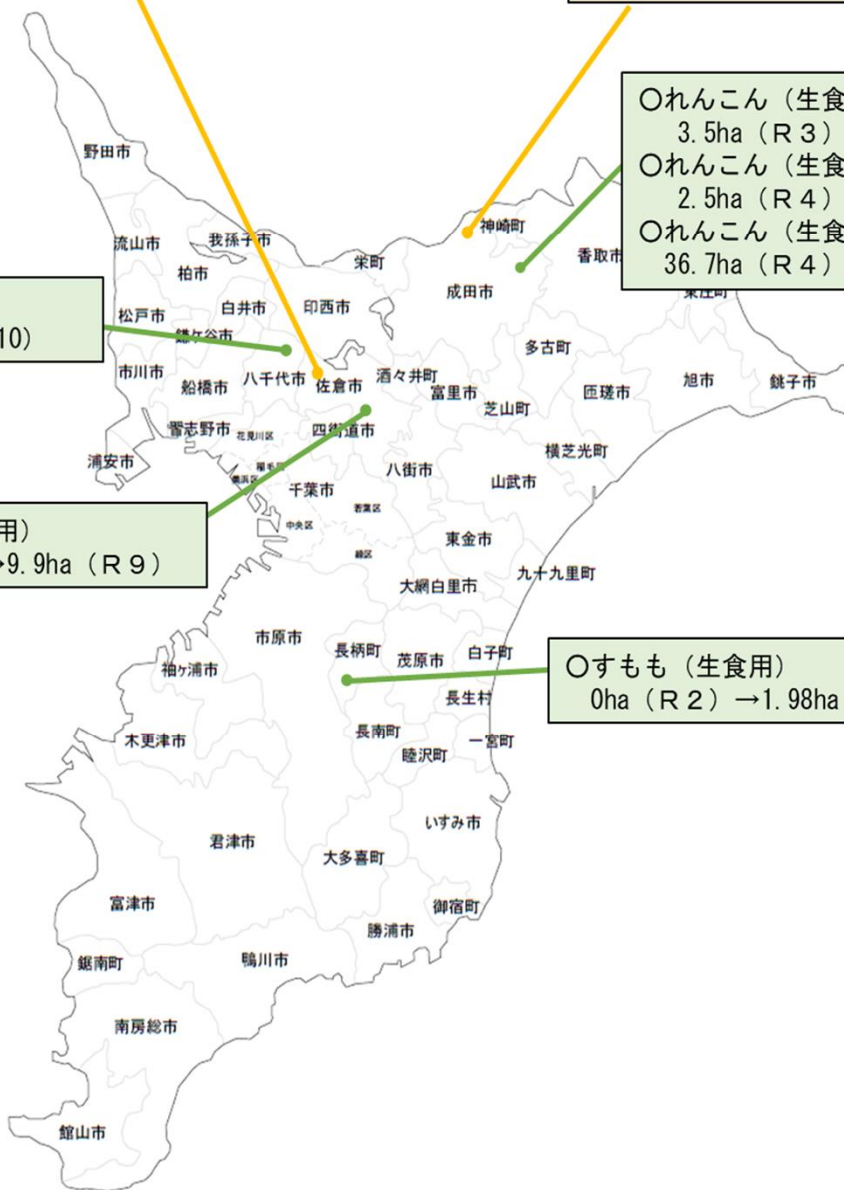 〇れんこん（生食
3.5ha（Ｒ３）
〇れんこん（生食
2.5ha（Ｒ４）
〇れんこん（生食
36.7ha（Ｒ４）
野田市
神崎町
流山市
我孫子市
香取市
柏市
栄町
成田市
東庄町
白井市
印西市
松戸市
鎌ケ谷市
10）
多古町
市川市
船橋市
八千代市
佐倉市
酒々井町
富里市
芝山町
匝瑳市
旭市
銚子市
習志野市
花見川区
四街道市
横芝光町
浦安市
稲毛区
美浜区
八街市
山武市
千葉市
若葉区
中央区
用）
→9.9ha（Ｒ９）
緑区
東金市
大網白里市
九十九里町
市原市
長柄町
茂原市
白子町
〇すもも（生食用）
0ha（Ｒ２）→1.98ha
袖ヶ浦市
長生村
木更津市
長南町
睦沢町
一宮町
君津市
いすみ市
大多喜町
富津市
御宿町
勝浦市
鋸南町
鴨川市
南房総市
館山市